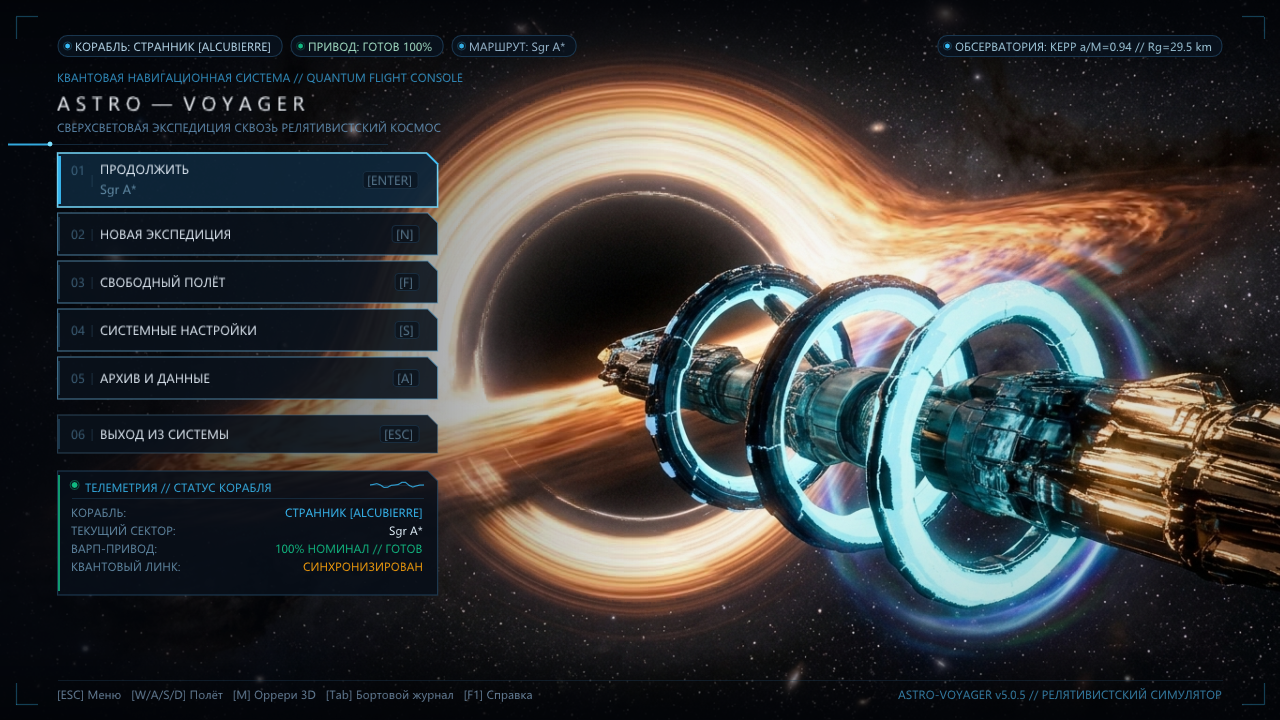 КОРАБЛЬ: СТРАННИК [ALCUBIERRE]
ПРИВОД: ГОТОВ 100%
МАРШРУТ: Sgr A*
ОБСЕРВАТОРИЯ: КЕРР a/M=0.94 // Rg=29.5 km
КВАНТОВАЯ НАВИГАЦИОННАЯ СИСТЕМА // QUANTUM FLIGHT CONSOLE
ASTRO — VOYAGER
СВЕРХСВЕТОВАЯ ЭКСПЕДИЦИЯ СКВОЗЬ РЕЛЯТИВИСТСКИЙ КОСМОС
01 ПРОДОЛЖИТЬ [ENTER]
Sgr A*
02 НОВАЯ ЭКСПЕДИЦИЯ [N]
03 СВОБОДНЫЙ ПОЛЁТ [F]
04 СИСТЕМНЫЕ НАСТРОЙКИ [S]
05 АРХИВ И ДАННЫЕ [A]
06 ВЫХОД ИЗ СИСТЕМЫ [ESC]
ТЕЛЕМЕТРИЯ // СТАТУС КОРАБЛЯ
КОРАБЛЬ: СТРАННИК [ALCUBIERRE]
ТЕКУЩИЙ СЕКТОР: Sgr A*
ВАРП-ПРИВОД: 100% НОМИНАЛ // ГОТОВ
КВАНТОВЫЙ ЛИНК: СИНХРОНИЗИРОВАН
[ESC] Меню [W/A/S/D] Полёт [M] Оррери 3D [Tab] Бортовой журнал [F1] Справка
ASTRO-VOYAGER v5.0.5 // РЕЛЯТИВИСТСКИЙ СИМУЛЯТОР